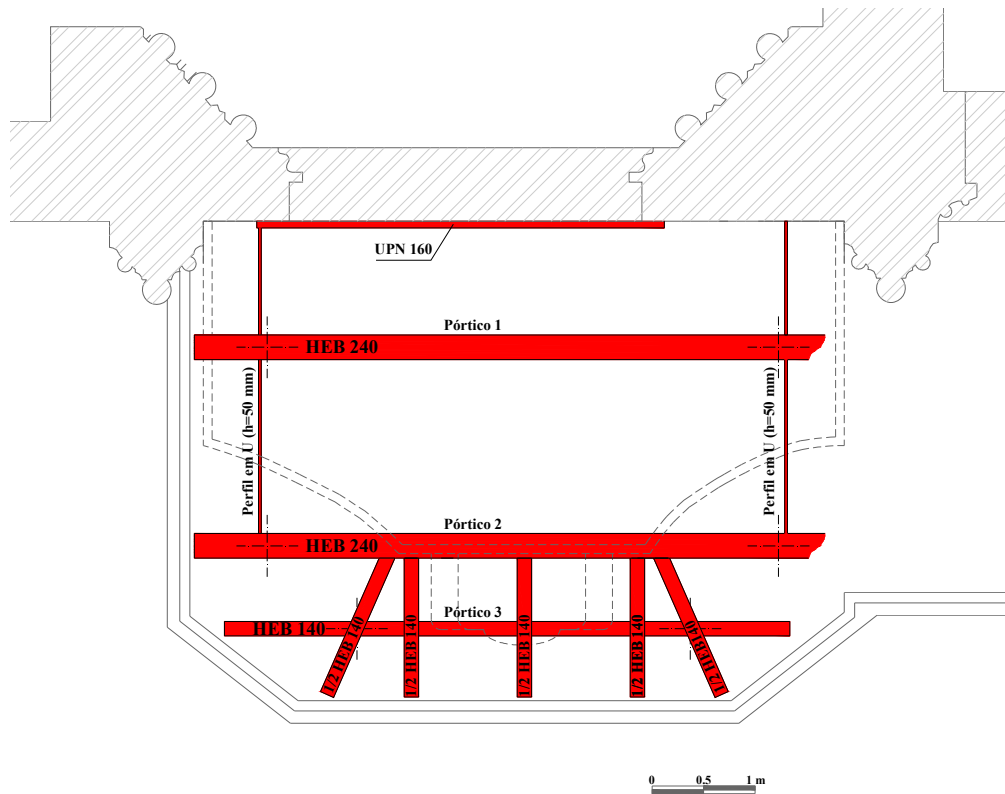 UPN 160
Pórtico 1
HEB 240
Perfil em U (h=50 mm)
Perfil em U (h=50 mm)
Pórtico 2
HEB 240
Pórtico 3
HEB 140
1/2 HEB 140
1/2 HEB 140
1/2 HEB 140
1/2 HEB 140
1/2 HEB140
0 0.5 1 m